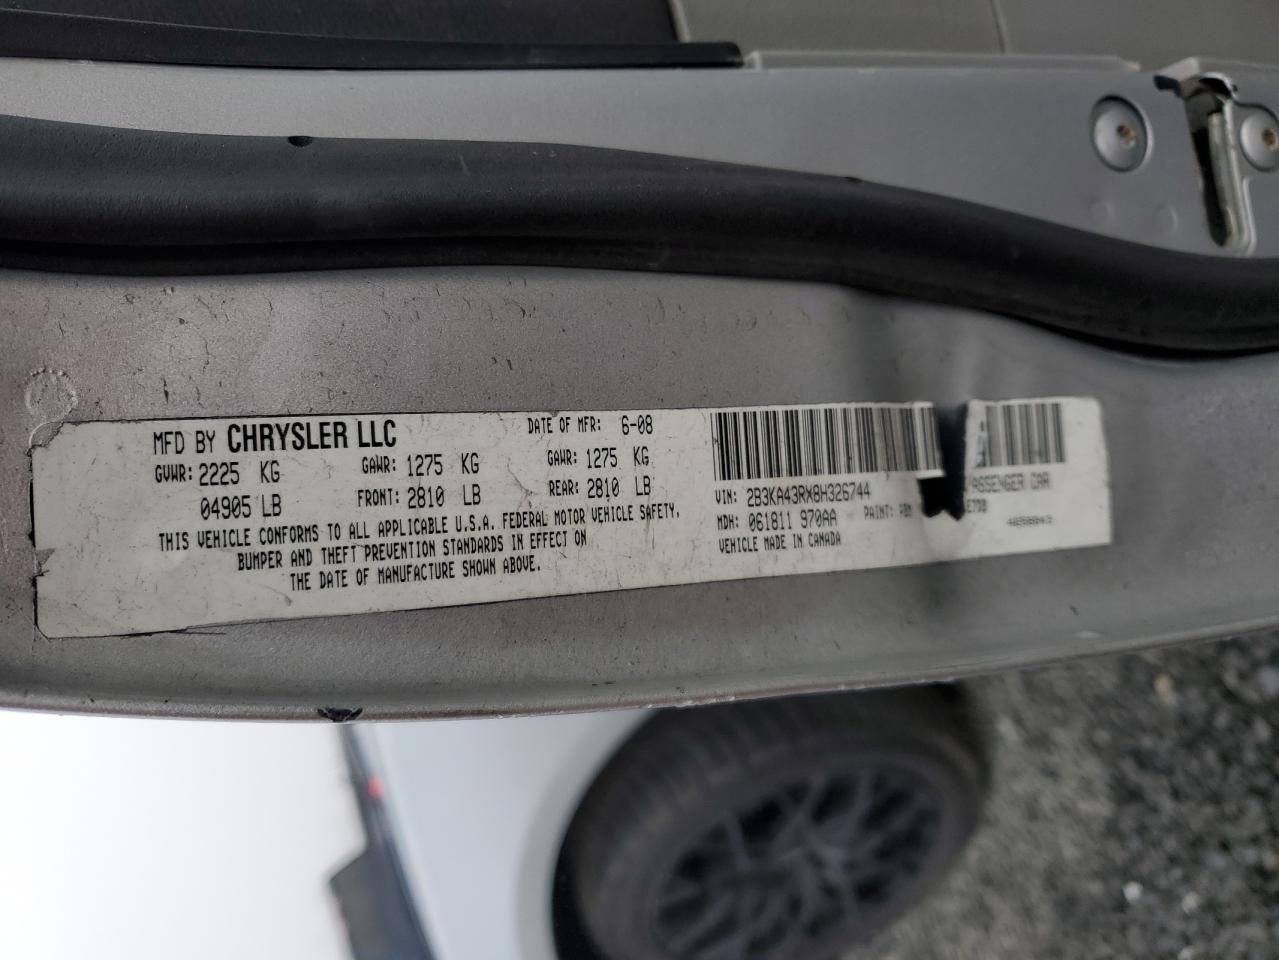 MFD BY CHRYSLER LLC DATE OF MFR: 6-08
GVWR: 2225 KG GAWR: 1275 KG GAWR: 1275 KG
04905 LB FRONT: 2810 LB REAR: 2810 LB
THIS VEHICLE CONFORMS TO ALL APPLICABLE U.S.A. FEDERAL MOTOR VEHICLE SAFETY,
BUMPER AND THEFT PREVENTION STANDARDS IN EFFECT ON
THE DATE OF MANUFACTURE SHOWN ABOVE.
VIN: 2B3KA43RX8H326744 ASSENGER CAR
MDH: 061811 970AA PAINT:
VEHICLE MADE IN CANADA